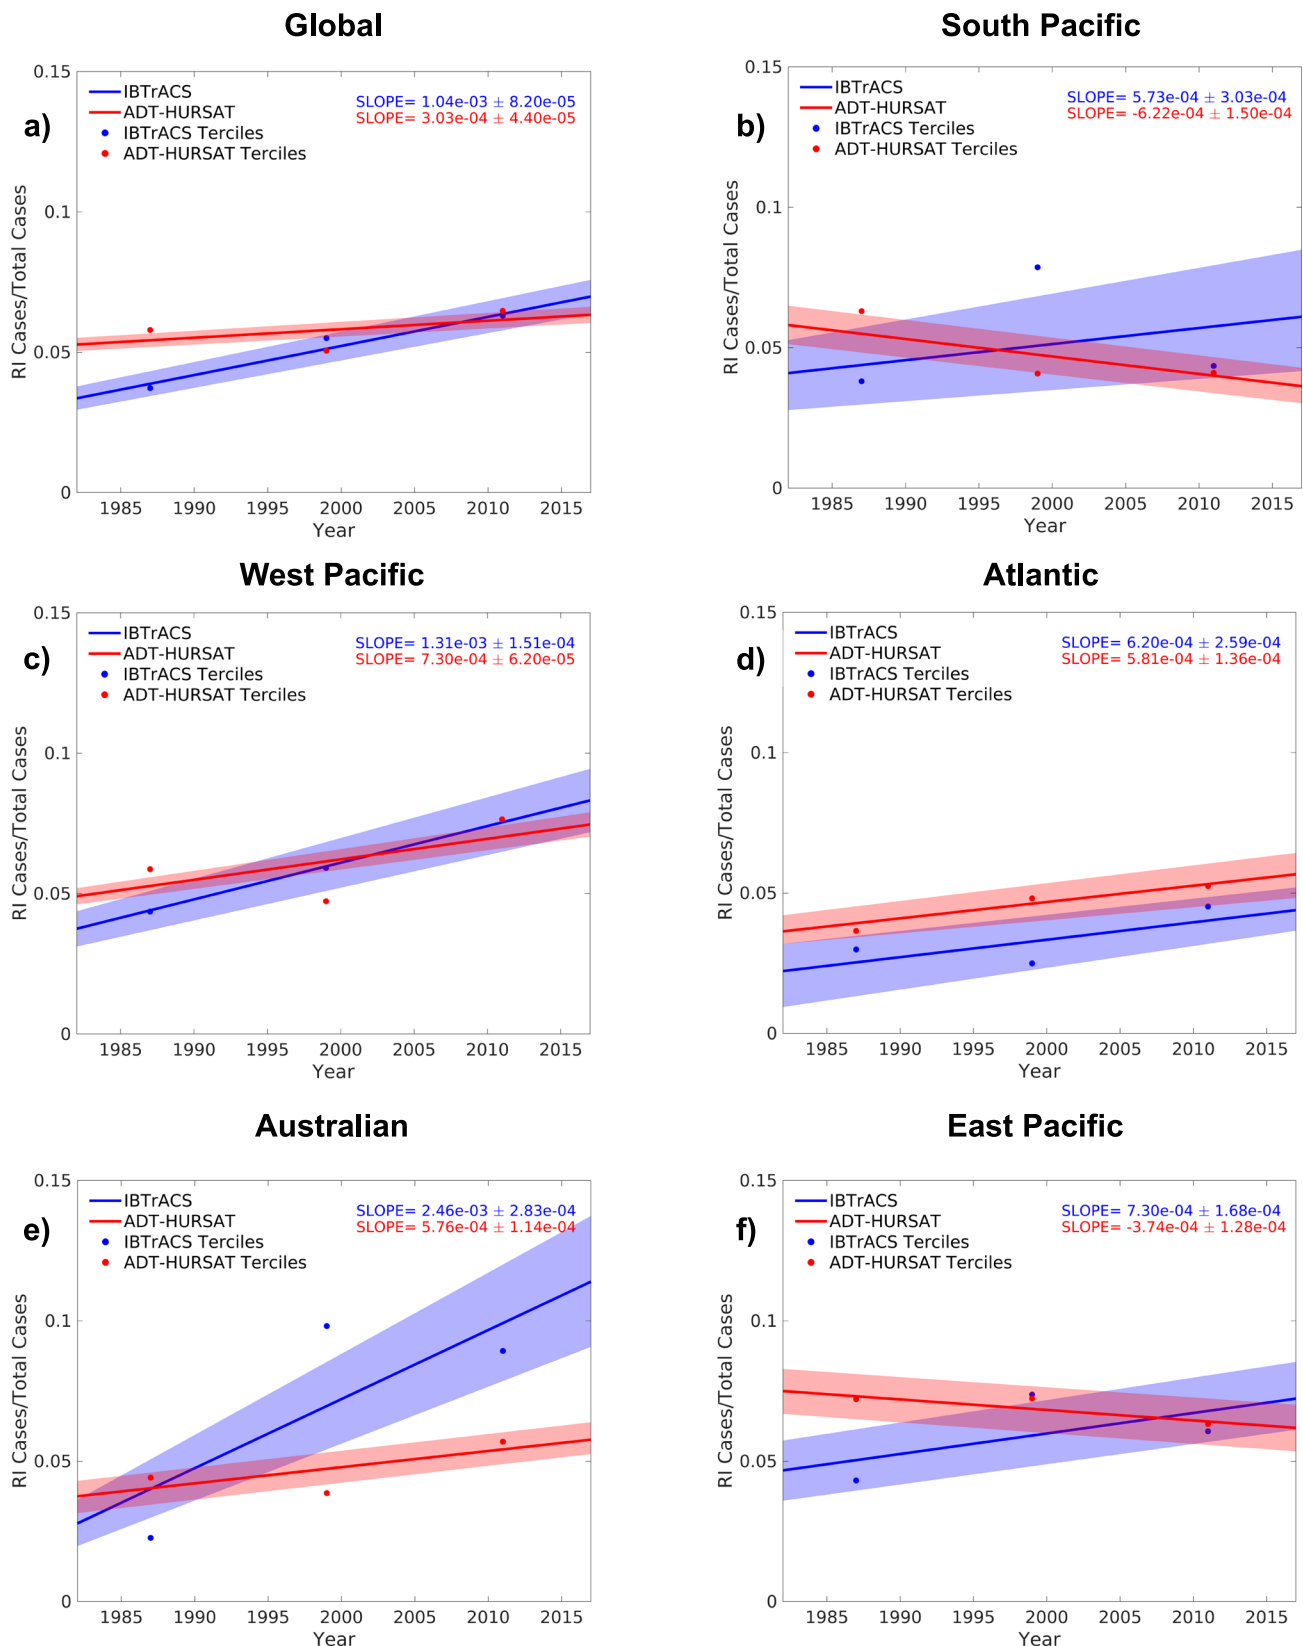 Global
a)
IBTrACS
ADT-HURSAT
IBTrACS Terciles
ADT-HURSAT Terciles
SLOPE= 1.04e-03 ± 8.20e-05
SLOPE= 3.03e-04 ± 4.40e-05
RI Cases/Total Cases
0.15
0.1
0.05
0
1985 1990 1995 2000 2005 2010 2015
Year
South Pacific
b)
IBTrACS
ADT-HURSAT
IBTrACS Terciles
ADT-HURSAT Terciles
SLOPE= 5.73e-04 ± 3.03e-04
SLOPE= -6.22e-04 ± 1.50e-04
RI Cases/Total Cases
0.15
0.1
0.05
0
1985 1990 1995 2000 2005 2010 2015
Year
West Pacific
c)
IBTrACS
ADT-HURSAT
IBTrACS Terciles
ADT-HURSAT Terciles
SLOPE= 1.31e-03 ± 1.51e-04
SLOPE= 7.30e-04 ± 6.20e-05
RI Cases/Total Cases
0.15
0.1
0.05
0
1985 1990 1995 2000 2005 2010 2015
Year
Atlantic
d)
IBTrACS
ADT-HURSAT
IBTrACS Terciles
ADT-HURSAT Terciles
SLOPE= 6.20e-04 ± 2.59e-04
SLOPE= 5.81e-04 ± 1.36e-04
RI Cases/Total Cases
0.15
0.1
0.05
0
1985 1990 1995 2000 2005 2010 2015
Year
Australian
e)
IBTrACS
ADT-HURSAT
IBTrACS Terciles
ADT-HURSAT Terciles
SLOPE= 2.46e-03 ± 2.83e-04
SLOPE= 5.76e-04 ± 1.14e-04
RI Cases/Total Cases
0.15
0.1
0.05
0
1985 1990 1995 2000 2005 2010 2015
Year
East Pacific
f)
IBTrACS
ADT-HURSAT
IBTrACS Terciles
ADT-HURSAT Terciles
SLOPE= 7.30e-04 ± 1.68e-04
SLOPE= -3.74e-04 ± 1.28e-04
RI Cases/Total Cases
0.15
0.1
0.05
0
1985 1990 1995 2000 2005 2010 2015
Year